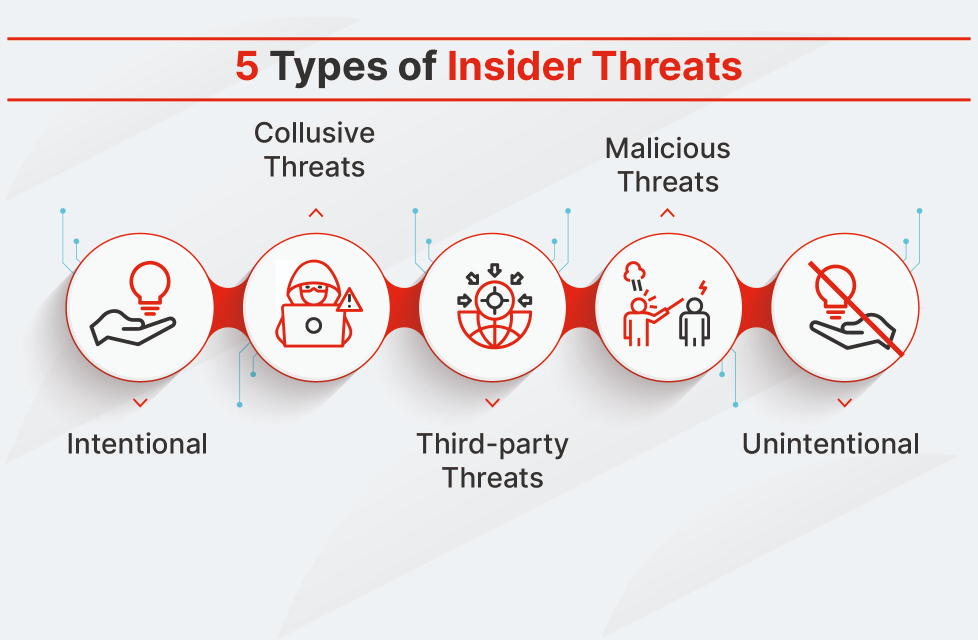 5 Types of Insider Threats
Collusive
Threats
Malicious
Threats
Intentional
Third-party
Threats
Unintentional